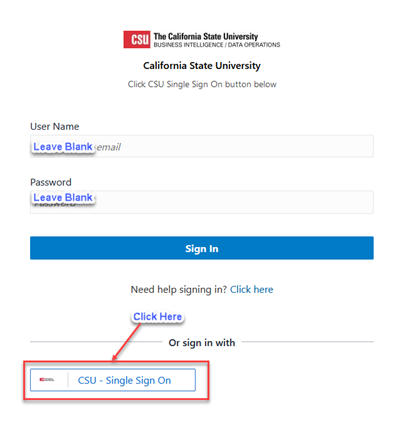 CSU The California State University
BUSINESS INTELLIGENCE / DATA OPERATIONS
California State University
Click CSU Single Sign On button below
User Name
Leave Blank email
Password
Leave Blank
Sign In
Need help signing in? Click here
Click Here
Or sign in with
CSU - Single Sign On